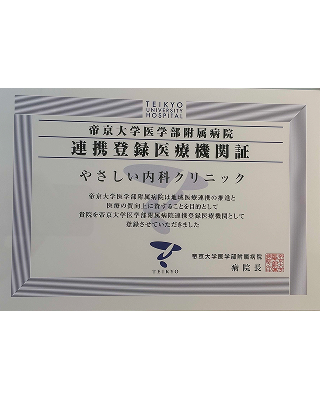 TEIKYO
UNIVERSITY
HOSPITAL
帝京大学医学部附属病院
連携登録医療機関証
やさしい内科クリニック
帝京大学医学部附属病院は地域医療連携の推進と
医療の質向上に資することを目的として
貴院を帝京大学医学部附属病院連携登録医療機関として
登録させていただきました
TEIKYO
帝京大学医学部附属病院
病院長